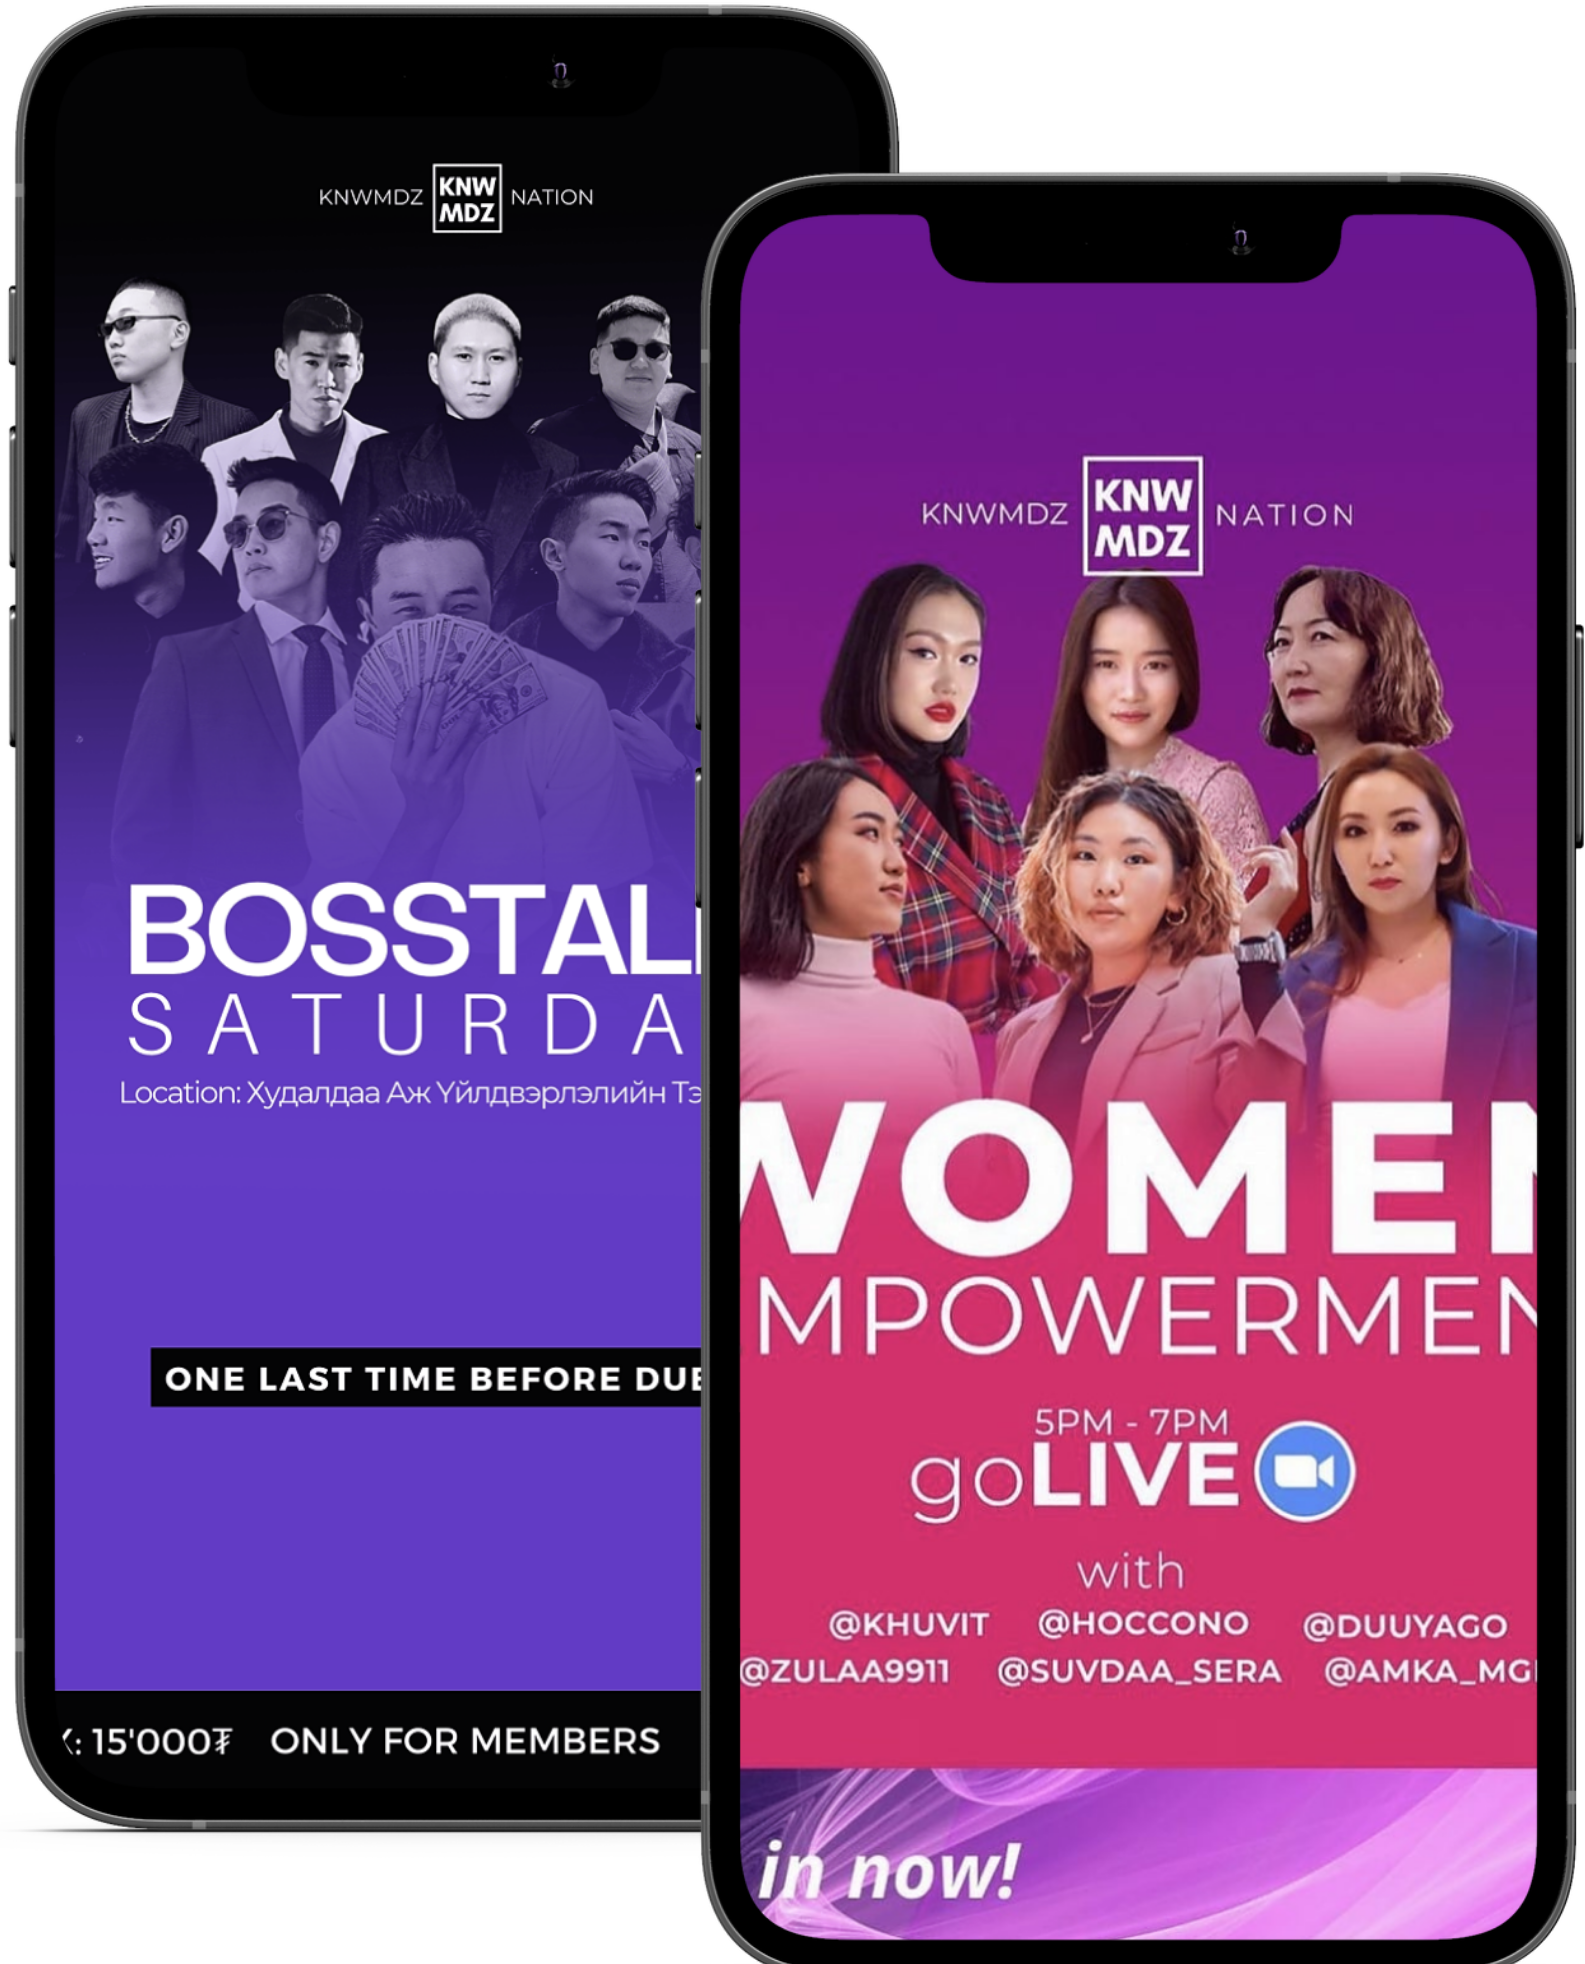 KNWMDZ KNW MDZ NATION
BOSSTAL
SATURDA
Location: Худалдаа Аж Үйлдвэрлэлийн Тэ
ONE LAST TIME BEFORE DUE
: 15'000₮ ONLY FOR MEMBERS
KNWMDZ KNW MDZ NATION
WOMEN
MPOWERMEN
5PM - 7PM
goLIVE
with
@KHUVIT @HOCCONO @DUUYAGO
@ZULAA9911 @SUVDAA_SERA @AMKA_MG
in now!